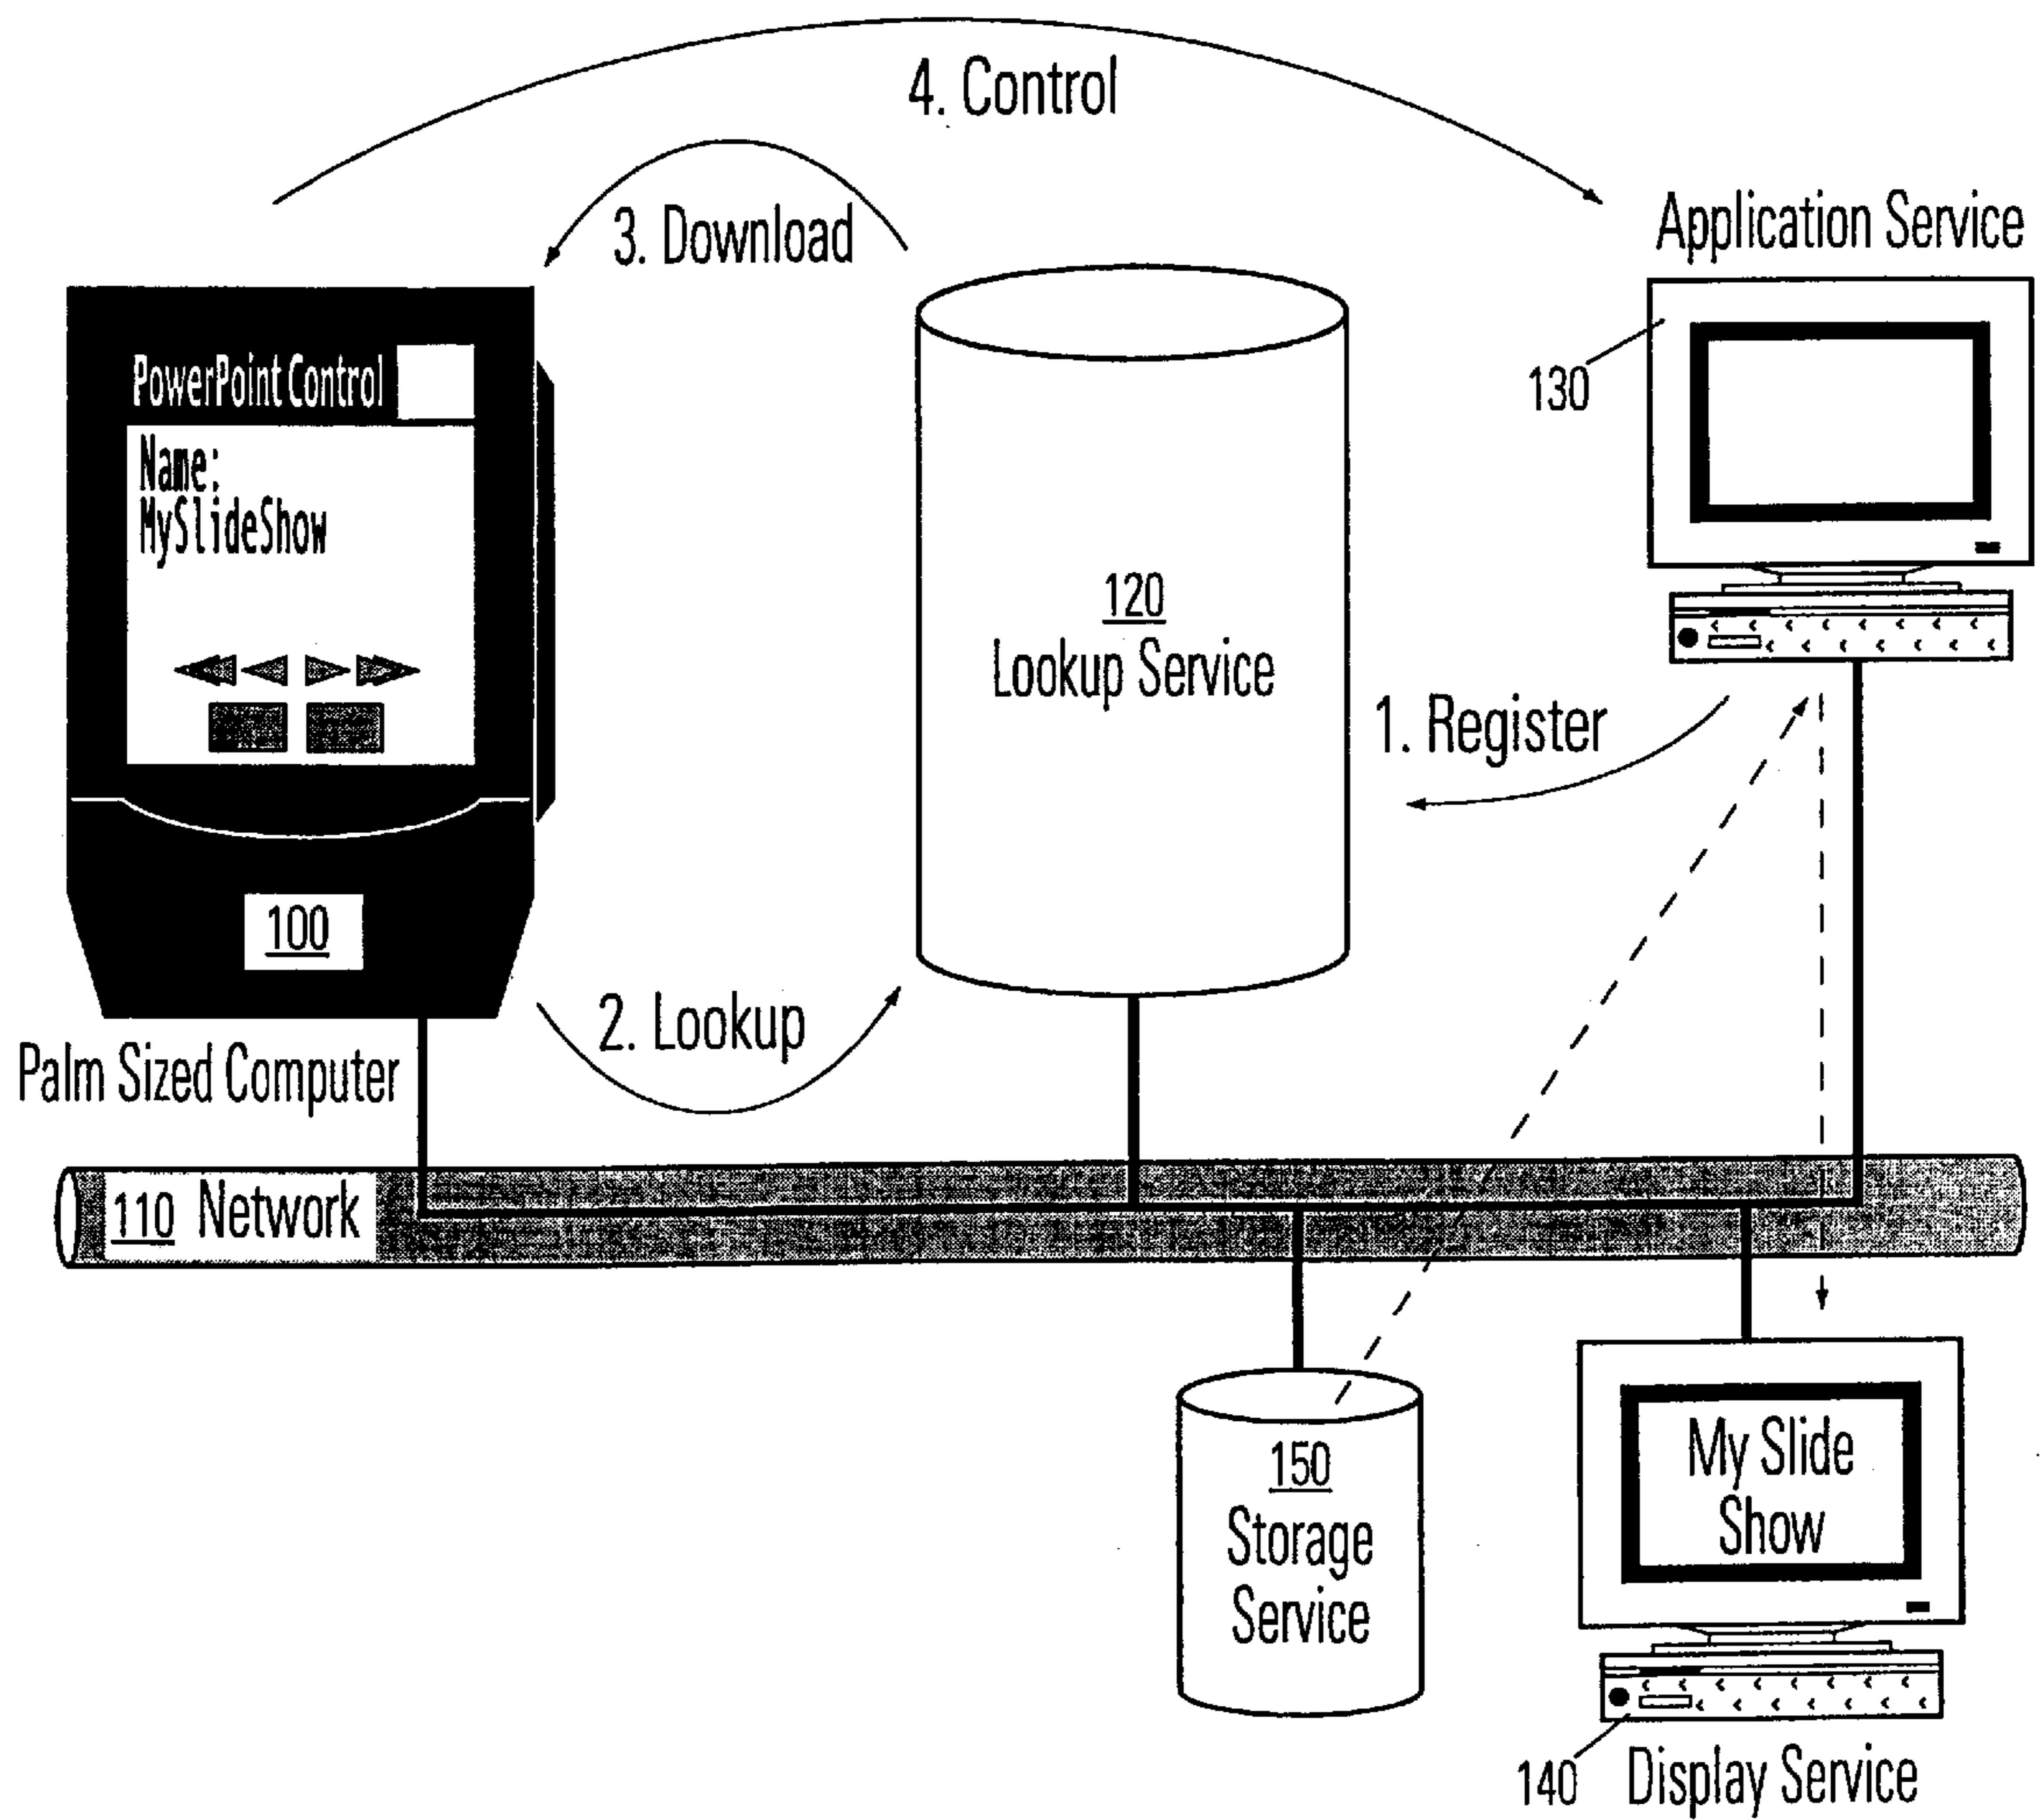 4. Control
3. Download
Application Service
130
PowerPoint Control
Name:
MySlideShow
120
Lookup Service
1. Register
100
2. Lookup
Palm Sized Computer
110 Network
150
Storage
Service
My Slide
Show
140 Display Service